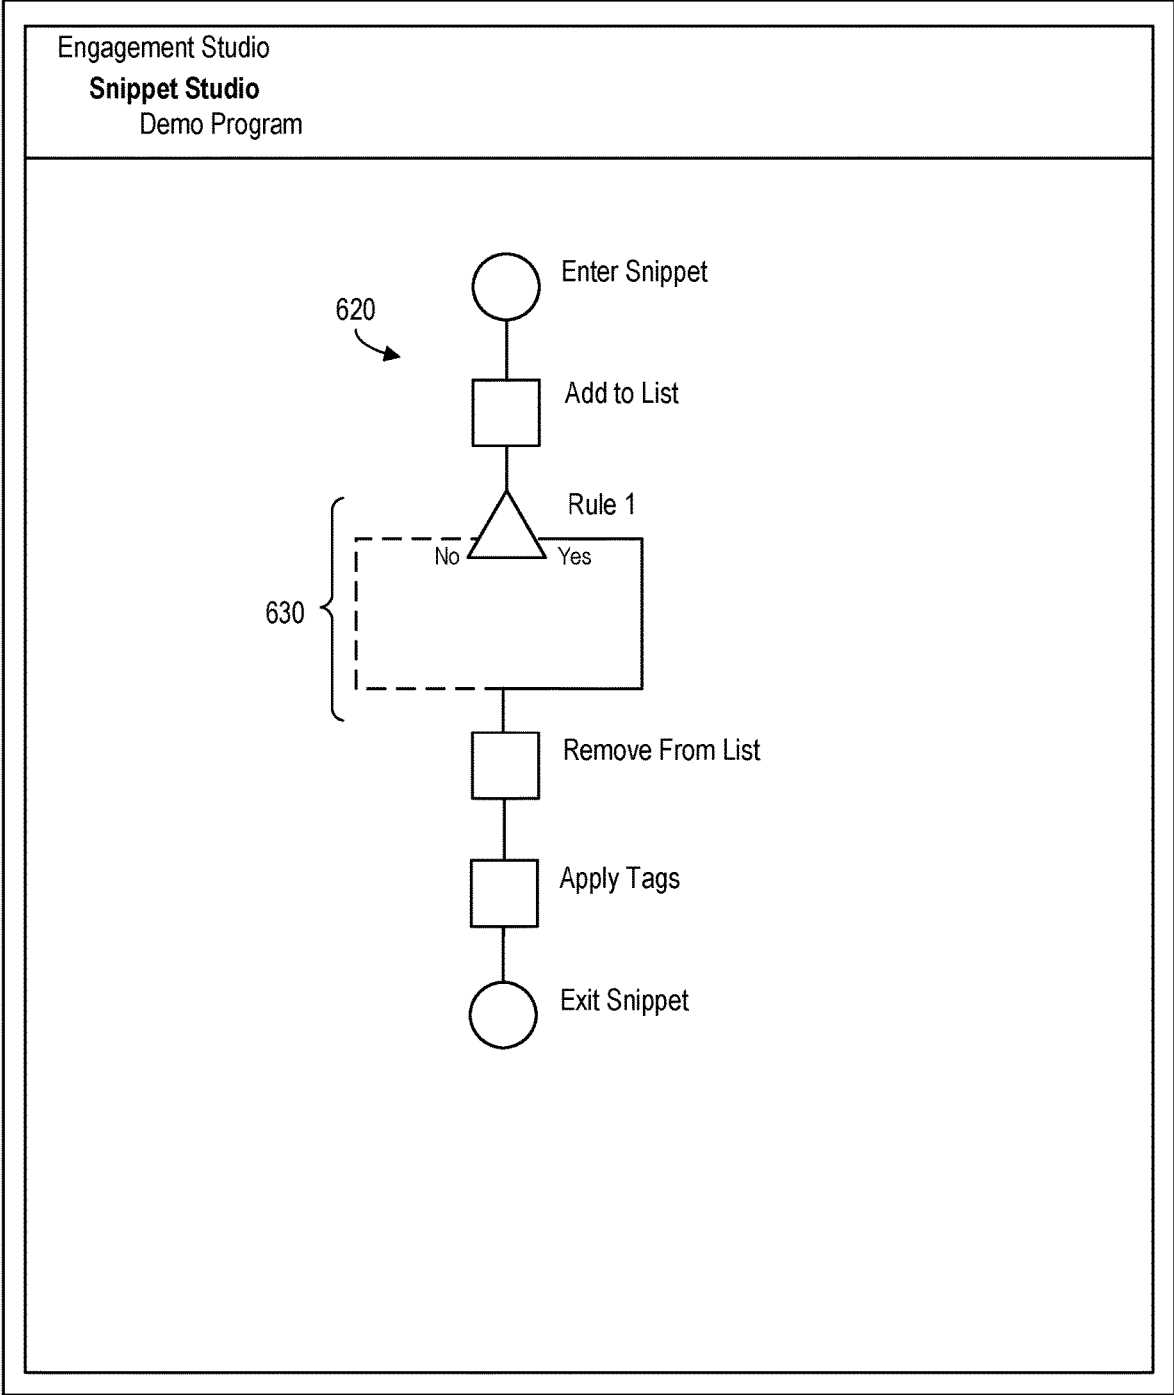 Engagement Studio
Snippet Studio
Demo Program
Enter Snippet
620
Add to List
Rule 1
No
Yes
630
Remove From List
Apply Tags
Exit Snippet